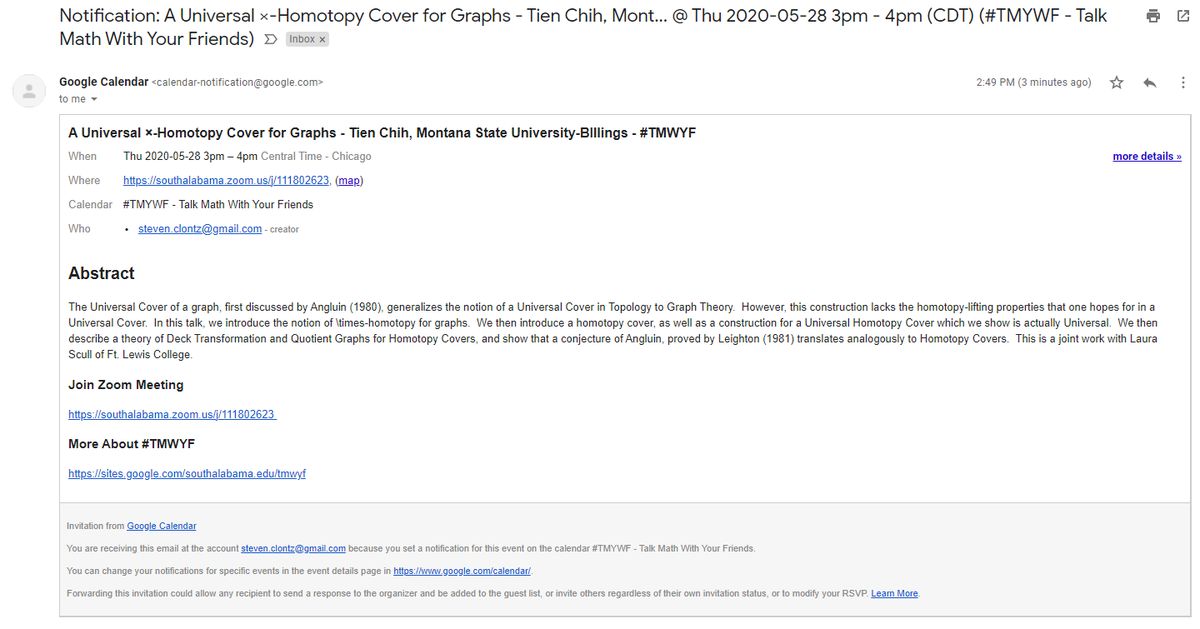 Notification: A Universal ×-Homotopy Cover for Graphs - Tien Chih, Mont... @ Thu 2020-05-28 3pm - 4pm (CDT) (#TMYWF - Talk
Math With Your Friends) Inbox ×
Google Calendar <calendar-notification@google.com> 2:49 PM (3 minutes ago)
to me
A Universal ×-Homotopy Cover for Graphs - Tien Chih, Montana State University-BIllings - #TMWYF
When Thu 2020-05-28 3pm – 4pm Central Time - Chicago more details »
Where https://southalabama.zoom.us/j/111802623, (map)
Calendar #TMYWF - Talk Math With Your Friends
Who • steven.clontz@gmail.com - creator
Abstract
The Universal Cover of a graph, first discussed by Angluin (1980), generalizes the notion of a Universal Cover in Topology to Graph Theory.  However, this construction lacks the homotopy-lifting properties that one hopes for in a
Universal Cover.  In this talk, we introduce the notion of \times-homotopy for graphs.  We then introduce a homotopy cover, as well as a construction for a Universal Homotopy Cover which we show is actually Universal.  We then
describe a theory of Deck Transformation and Quotient Graphs for Homotopy Covers, and show that a conjecture of Angluin, proved by Leighton (1981) translates analogously to Homotopy Covers.  This is a joint work with Laura
Scull of Ft. Lewis College.
Join Zoom Meeting
https://southalabama.zoom.us/j/111802623
More About #TMWYF
https://sites.google.com/southalabama.edu/tmwyf
Invitation from Google Calendar
You are receiving this email at the account steven.clontz@gmail.com because you set a notification for this event on the calendar #TMYWF - Talk Math With Your Friends.
You can change your notifications for specific events in the event details page in https://www.google.com/calendar/.
Forwarding this invitation could allow any recipient to send a response to the organizer and be added to the guest list, or invite others regardless of their own invitation status, or to modify your RSVP. Learn More.